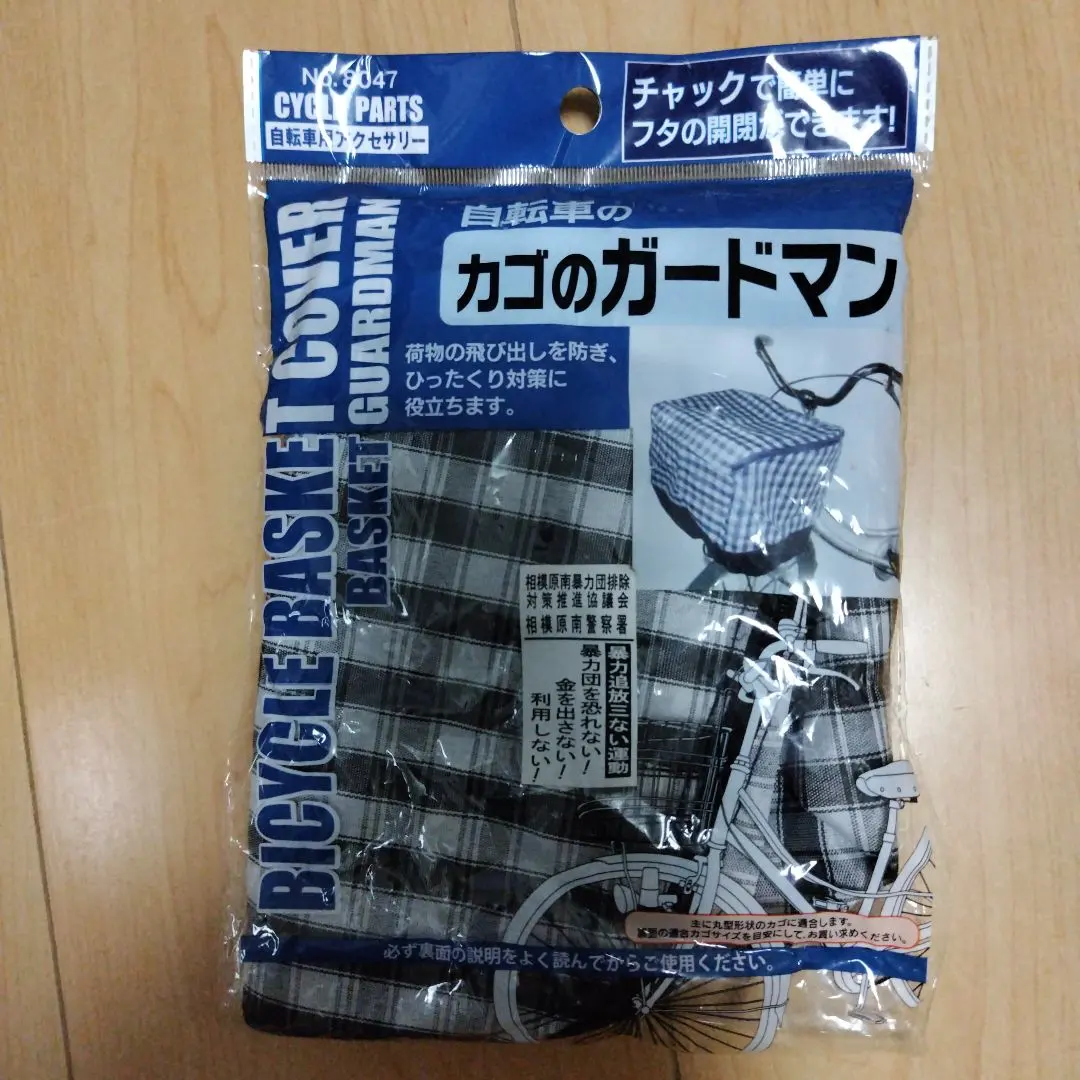 No.8047
CYCLE PARTS
自転車用アクセサリー
チャックで簡単に
フタの開閉ができます!
自転車の
カゴのガードマン
荷物の飛び出しを防ぎ、
ひったくり対策に
役立ちます。
BICYCLE BASKET COVER
BASKET GUARDMAN
相模原南暴力団排除
対策推進協議会
相模原南警察署
暴力追放三ない運動
暴力団を恐れない!
金を出さない!
利用しない!
主に丸型形状のカゴに適合します。
裏面の適合カゴサイズを目安にして、お買い求めください。
必ず裏面の説明をよく読んでからご使用ください。